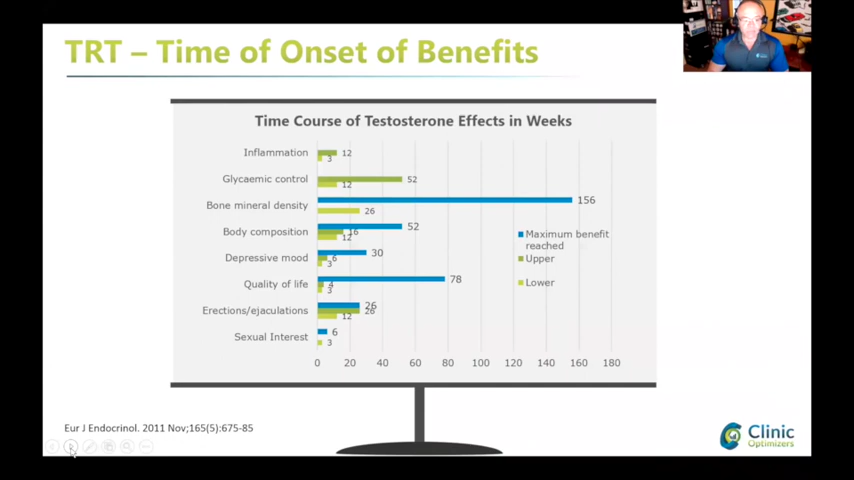 TRT – Time of Onset of Benefits
Time Course of Testosterone Effects in Weeks
Inflammation
12
3
Glycaemic control
52
12
Bone mineral density
156
26
Body composition
52
16
12
Depressive mood
30
6
3
Quality of life
78
4
3
Erections/ejaculations
26
26
12
Sexual Interest
6
3
Maximum benefit
reached
Upper
Lower
0 20 40 60 80 100 120 140 160 180
Eur J Endocrinol. 2011 Nov;165(5):675-85
Clinic
Optimizers